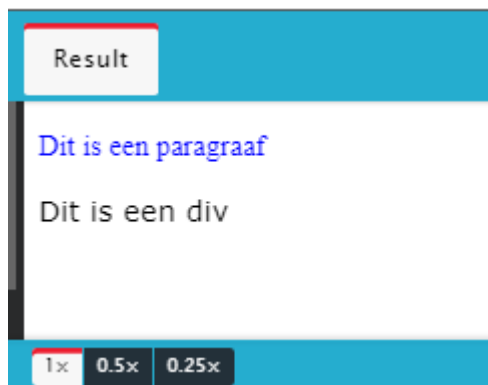 Result
Dit is een paragraaf
Dit is een div
1× 0.5× 0.25×